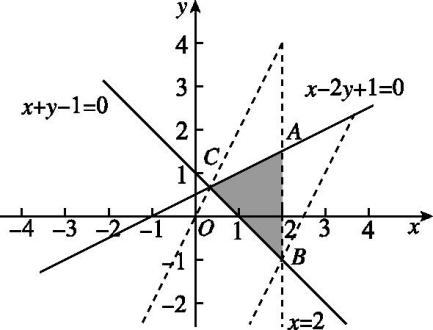 y
4
3
x-2y+1=0
x+y-1=0
2
A
C
1
-4 -3 -2 -1 O 1 2 3 4 x
-1
B
-2
x=2